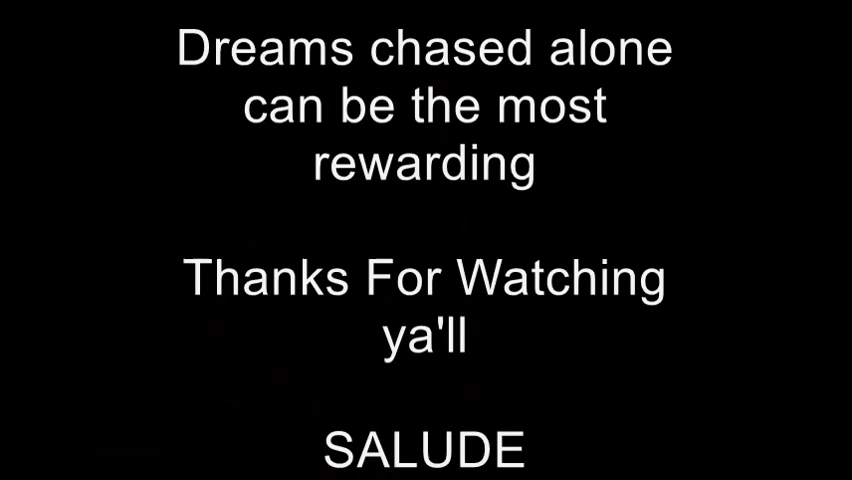 Dreams chased alone
can be the most
rewarding
Thanks For Watching
ya'll
SALUDE